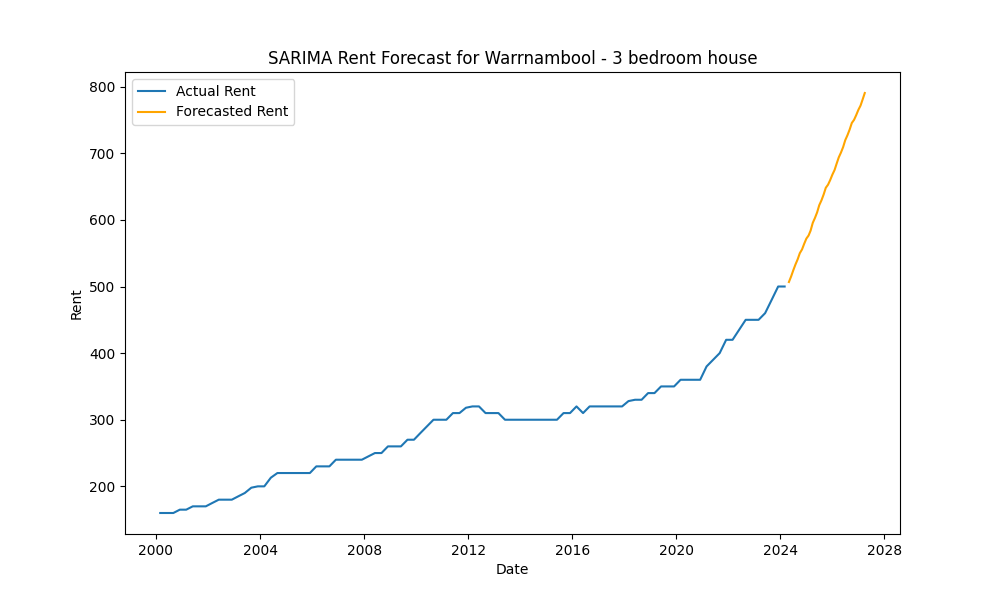 SARIMA Rent Forecast for Warrnambool - 3 bedroom house
Actual Rent
Forecasted Rent
800
700
600
500
400
300
200
Rent
2000 2004 2008 2012 2016 2020 2024 2028
Date